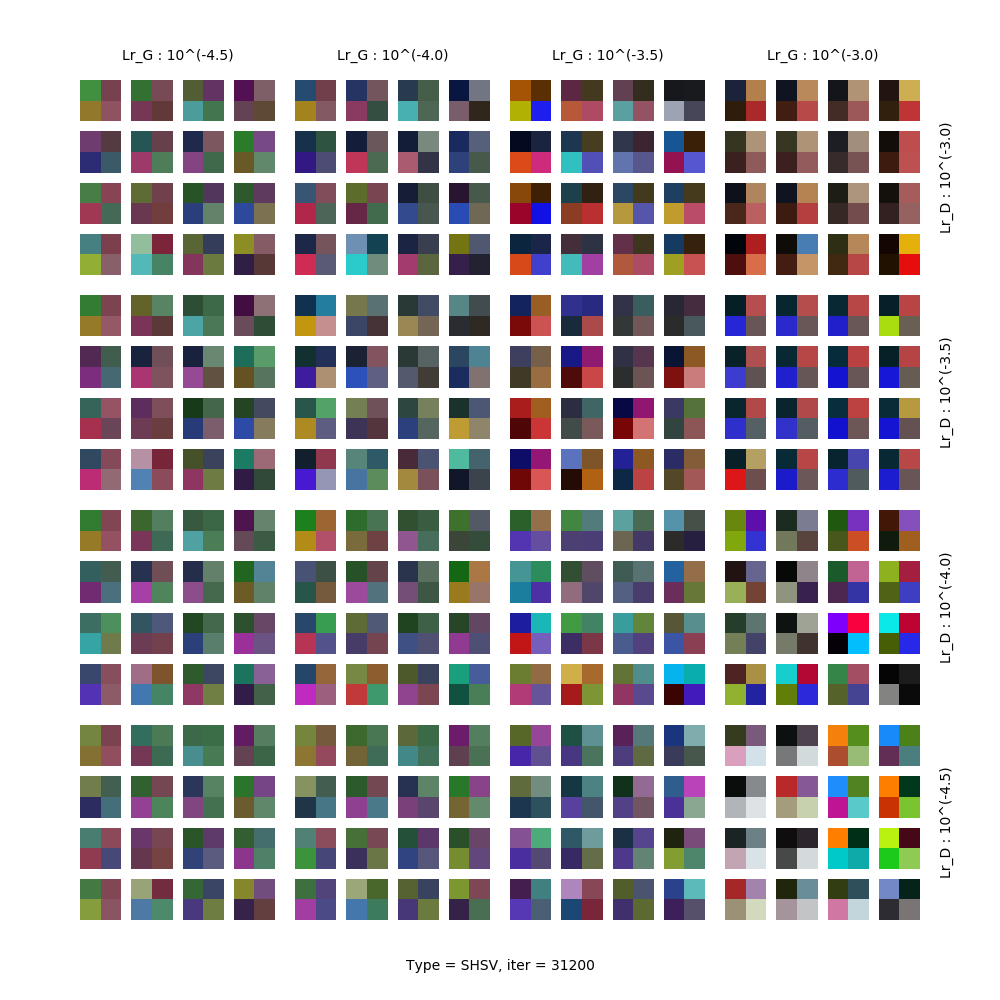 Lr_G : 10^(-4.5)
Lr_G : 10^(-4.0)
Lr_G : 10^(-3.5)
Lr_G : 10^(-3.0)
Lr_D : 10^(-3.0)
Lr_D : 10^(-3.5)
Lr_D : 10^(-4.0)
Lr_D : 10^(-4.5)
Type = SHSV, iter = 31200